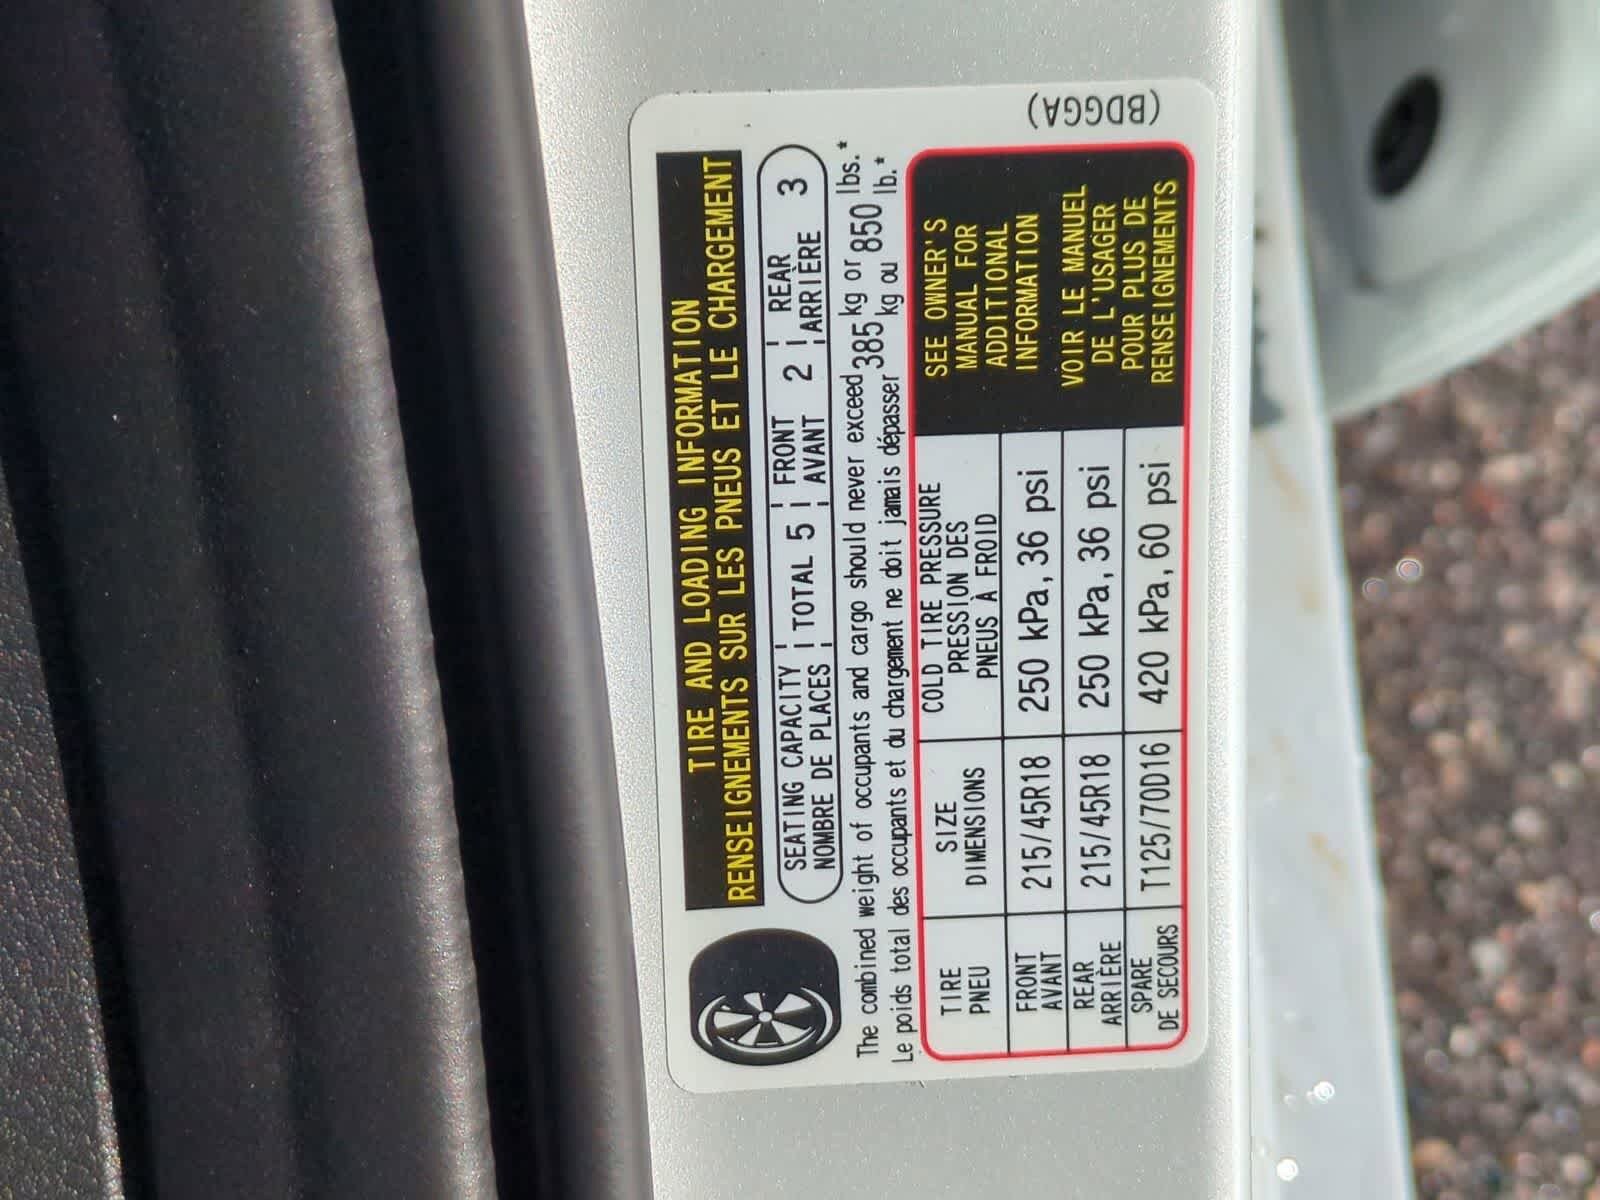 TIRE AND LOADING INFORMATION
RENSEIGNEMENTS SUR LES PNEUS ET LE CHARGEMENT
SEATING CAPACITY | TOTAL 5 | FRONT 2 | REAR 3
NOMBRE DE PLACES | AVANT | ARRIÈRE
The combined weight of occupants and cargo should never exceed 385 kg or 850 lbs.*
Le poids total des occupants et du chargement ne doit jamais dépasser 385 kg ou 850 lb.*
TIRE
PNEU
SIZE
DIMENSIONS
COLD TIRE PRESSURE
PRESSION DES
PNEUS À FROID
FRONT
AVANT
215/45R18
250 kPa, 36 psi
REAR
ARRIÈRE
215/45R18
250 kPa, 36 psi
SPARE
DE SECOURS
T125/70D16
420 kPa, 60 psi
SEE OWNER'S
MANUAL FOR
ADDITIONAL
INFORMATION
VOIR LE MANUEL
DE L'USAGER
POUR PLUS DE
RENSEIGNEMENTS
(BDGGA)